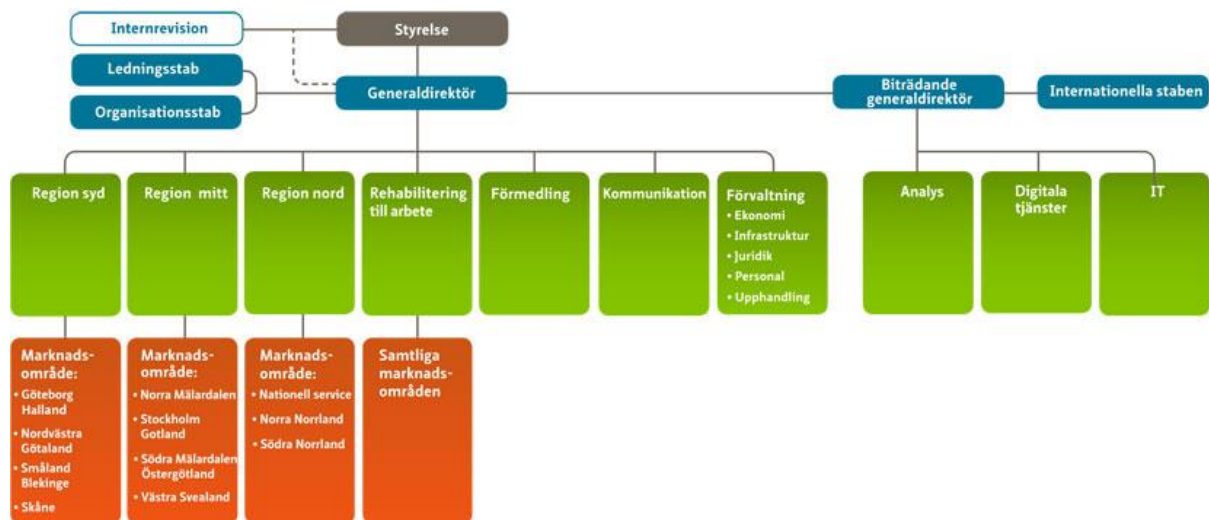 Internrevision
Styrelse
Ledningsstab
Organisationsstab
Generaldirektör
Biträdande
generaldirektör
Internationella staben
Region syd
Region mitt
Region nord
Rehabilitering
till arbete
Förmedling
Kommunikation
Förvaltning
• Ekonomi
• Infrastruktur
• Juridik
• Personal
• Upphandling
Analys
Digitala
tjänster
IT
Marknads-
område:
• Göteborg
Halland
• Nordvästra
Götaland
• Småland
Blekinge
• Skåne
Marknads-
område:
• Norra Mälardalen
• Stockholm
Gotland
• Södra Mälardalen
Östergötland
• Västra Svealand
Marknads-
område:
• Nationell service
• Norra Norrland
• Södra Norrland
Samtliga
marknads-
områden